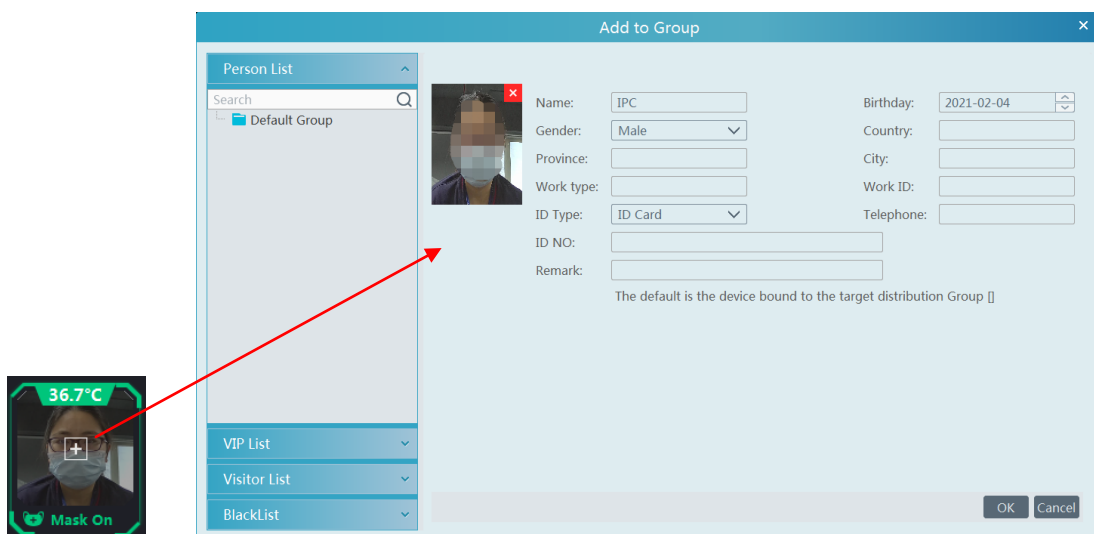 Add to Group
Person List
Search
Default Group
VIP List
Visitor List
BlackList
Name: IPC Birthday: 2021-02-04
Gender: Male Country:
Province: City:
Work type: Work ID:
ID Type: ID Card Telephone:
ID NO:
Remark:
The default is the device bound to the target distribution Group []
OK Cancel
36.7°C
Mask On